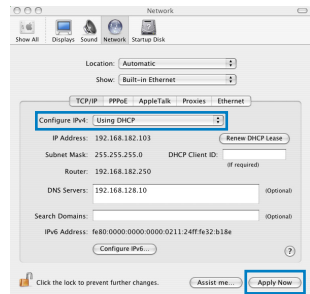 Network
Show All Displays Sound Network Startup Disk
Location: Automatic
Show: Built-in Ethernet
TCP/IP PPPoE AppleTalk Proxies Ethernet
Configure IPv4: Using DHCP
IP Address: 192.168.182.103 Renew DHCP Lease
Subnet Mask: 255.255.255.0 DHCP Client ID:
(If required)
Router: 192.168.182.250
DNS Servers: 192.168.128.10 (Optional)
Search Domains: (Optional)
IPv6 Address: fe80:0000:0000:0000:0211:24ff:fe32:b18e
Configure IPv6... ?
Click the lock to prevent further changes. Assist me... Apply Now